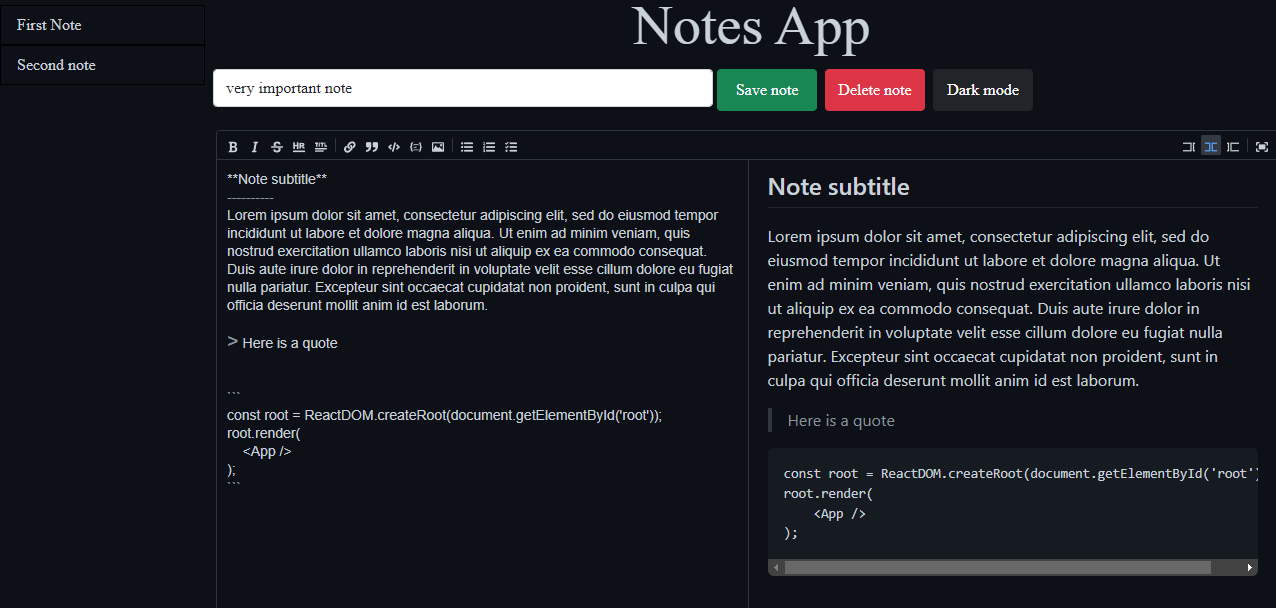 First Note
Second note
Notes App
very important note
Save note
Delete note
Dark mode
B I S HR TITL
**Note subtitle**
----------
Lorem ipsum dolor sit amet, consectetur adipiscing elit, sed do eiusmod tempor
incididunt ut labore et dolore magna aliqua. Ut enim ad minim veniam, quis
nostrud exercitation ullamco laboris nisi ut aliquip ex ea commodo consequat.
Duis aute irure dolor in reprehenderit in voluptate velit esse cillum dolore eu fugiat
nulla pariatur. Excepteur sint occaecat cupidatat non proident, sunt in culpa qui
officia deserunt mollit anim id est laborum.
> Here is a quote
```
const root = ReactDOM.createRoot(document.getElementById('root'));
root.render(
    <App />
);
```
Note subtitle
Lorem ipsum dolor sit amet, consectetur adipiscing elit, sed do
eiusmod tempor incididunt ut labore et dolore magna aliqua. Ut
enim ad minim veniam, quis nostrud exercitation ullamco laboris nisi
ut aliquip ex ea commodo consequat. Duis aute irure dolor in
reprehenderit in voluptate velit esse cillum dolore eu fugiat nulla
pariatur. Excepteur sint occaecat cupidatat non proident, sunt in
culpa qui officia deserunt mollit anim id est laborum.
Here is a quote
const root = ReactDOM.createRoot(document.getElementById('root')
root.render(
    <App />
);